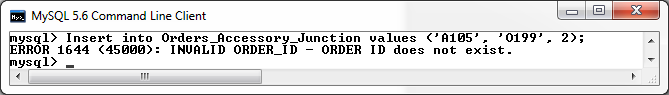 MySQL 5.6 Command Line Client
mysql> Insert into Orders_Accessory_Junction values ('A105', 'O199', 2);
ERROR 1644 (45000): INVALID ORDER_ID - ORDER ID does not exist.
mysql> _